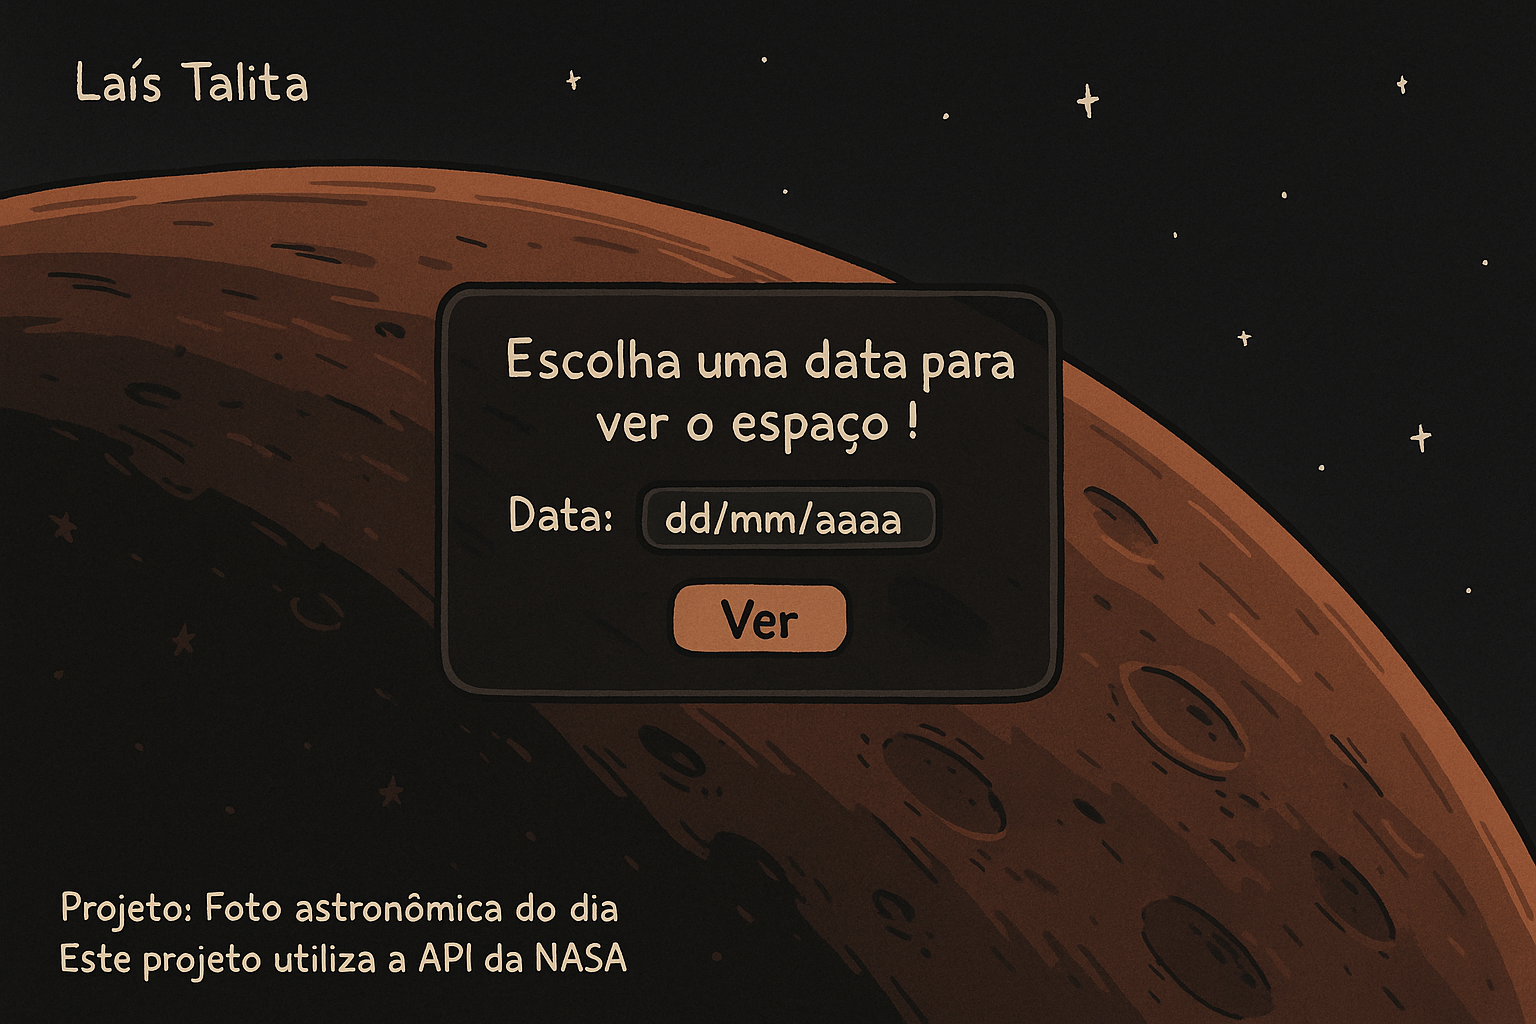 Laís Talita
Escolha uma data para
ver o espaço !
Data: dd/mm/aaaa
Ver
Projeto: Foto astronômica do dia
Este projeto utiliza a API da NASA